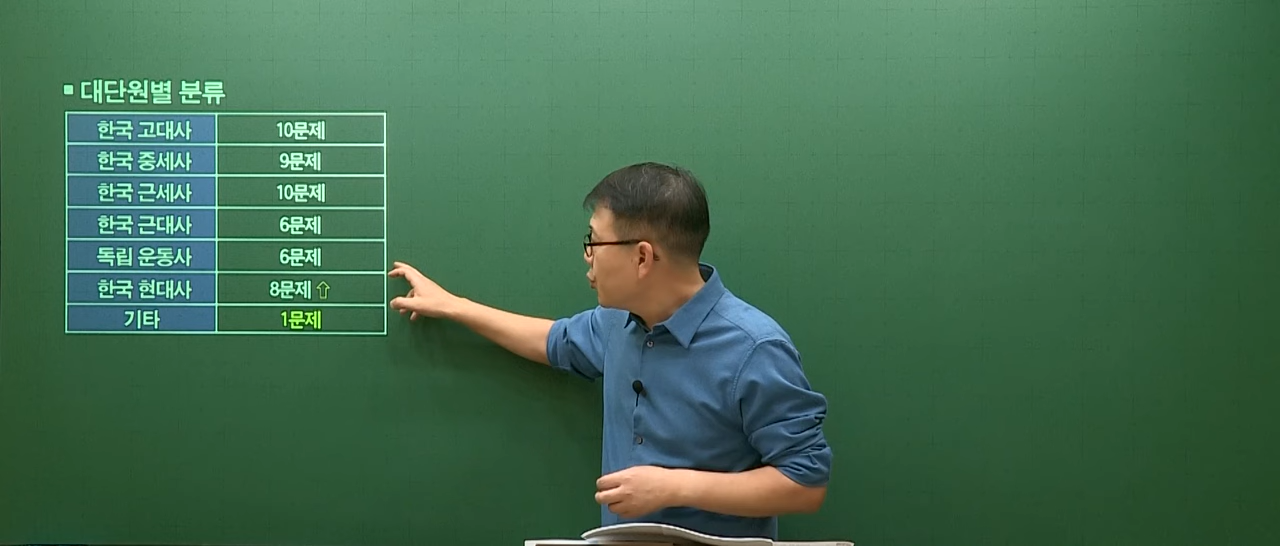 ▪ 대단원별 분류
한국 고대사 10문제
한국 중세사 9문제
한국 근세사 10문제
한국 근대사 6문제
독립 운동사 6문제
한국 현대사 8문제⇧
기타 1문제